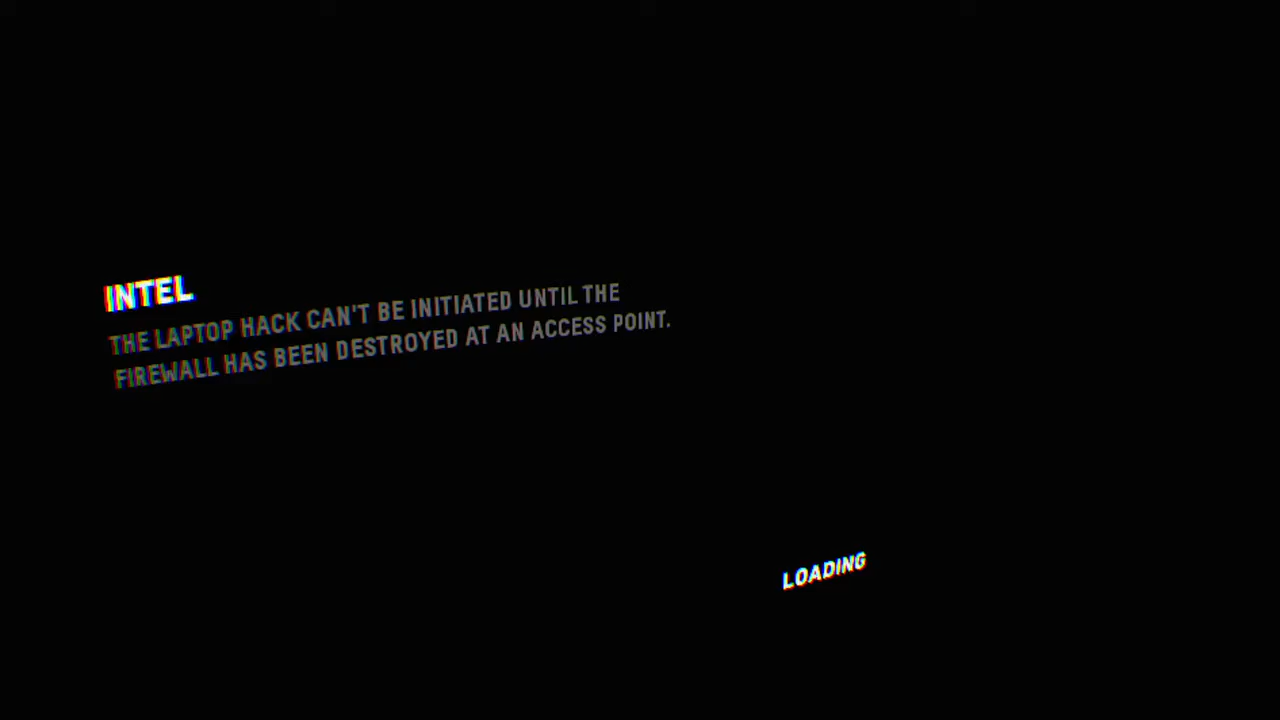 INTEL
THE LAPTOP HACK CAN'T BE INITIATED UNTIL THE
FIREWALL HAS BEEN DESTROYED AT AN ACCESS POINT.
LOADING